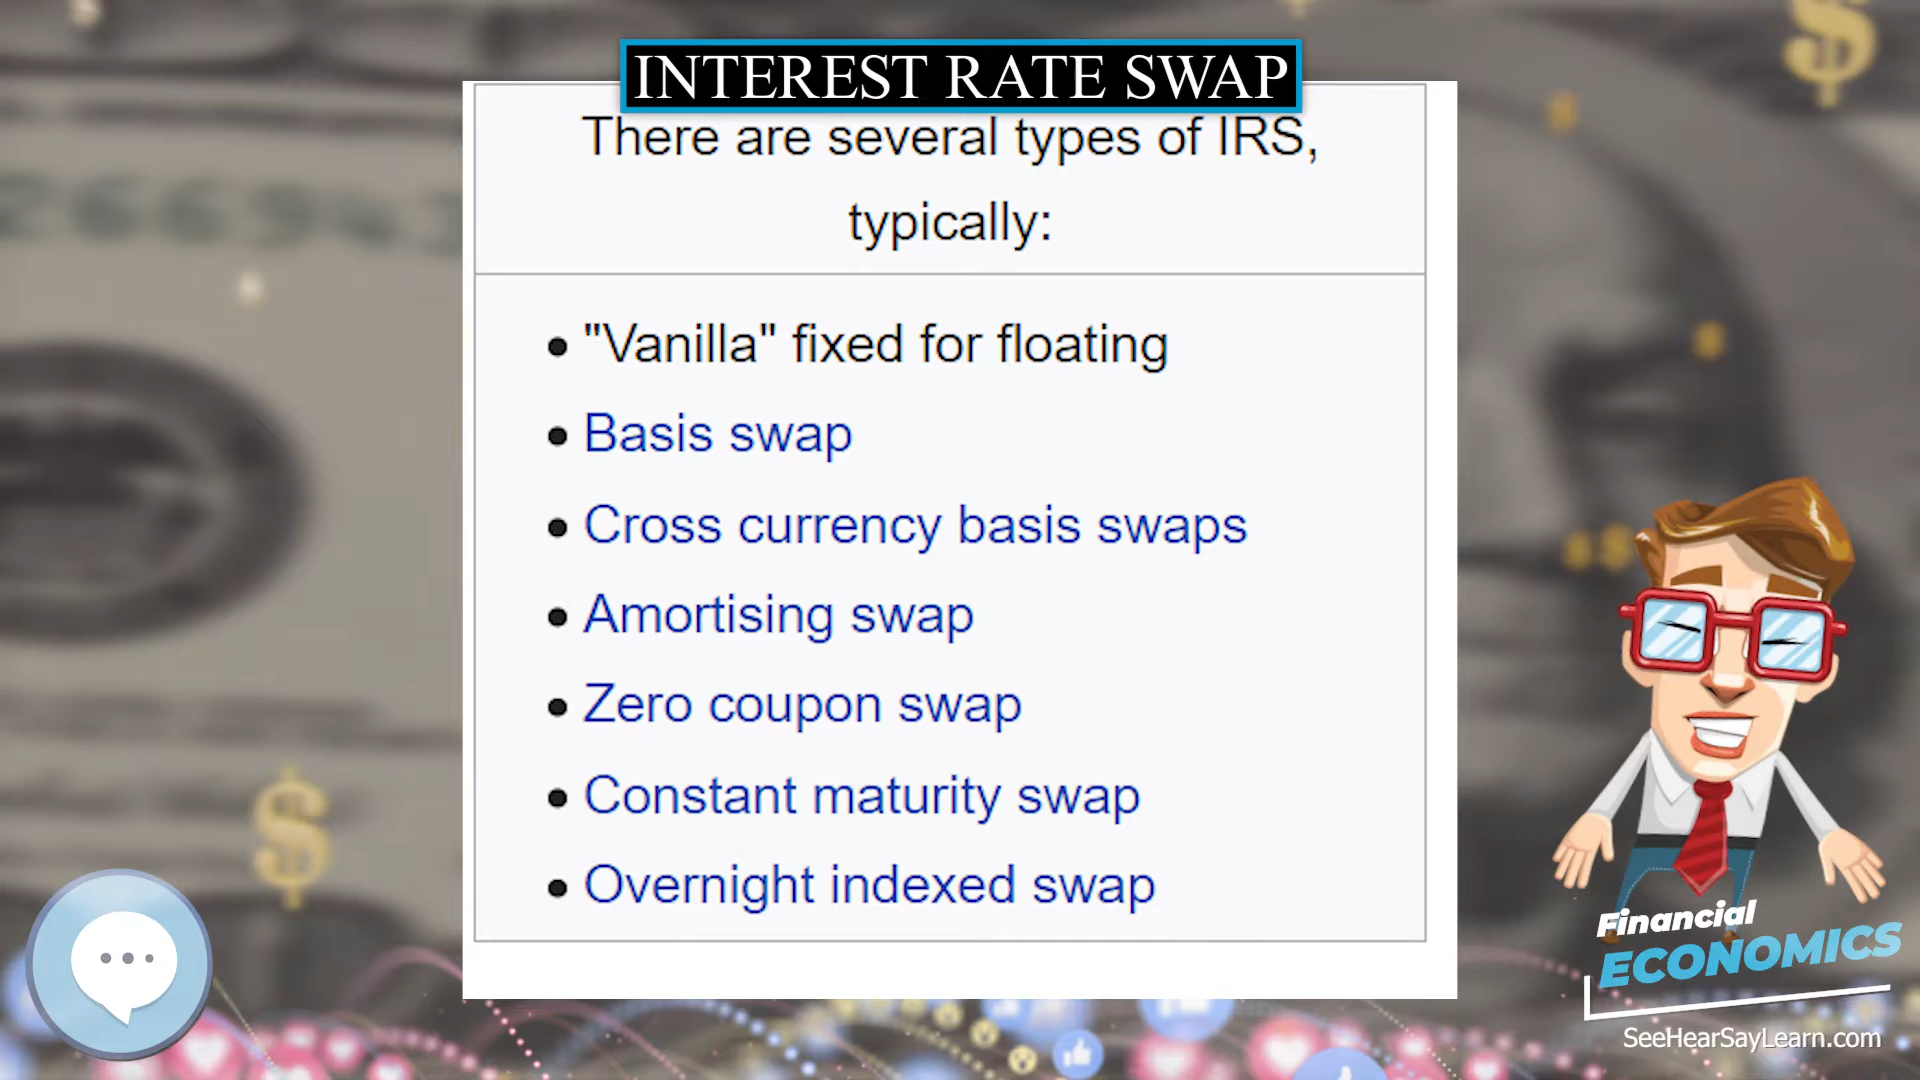 INTEREST RATE SWAP
There are several types of IRS,
typically:
"Vanilla" fixed for floating
Basis swap
Cross currency basis swaps
Amortising swap
Zero coupon swap
Constant maturity swap
Overnight indexed swap
Financial
ECONOMICS
SeeHearSayLearn.com